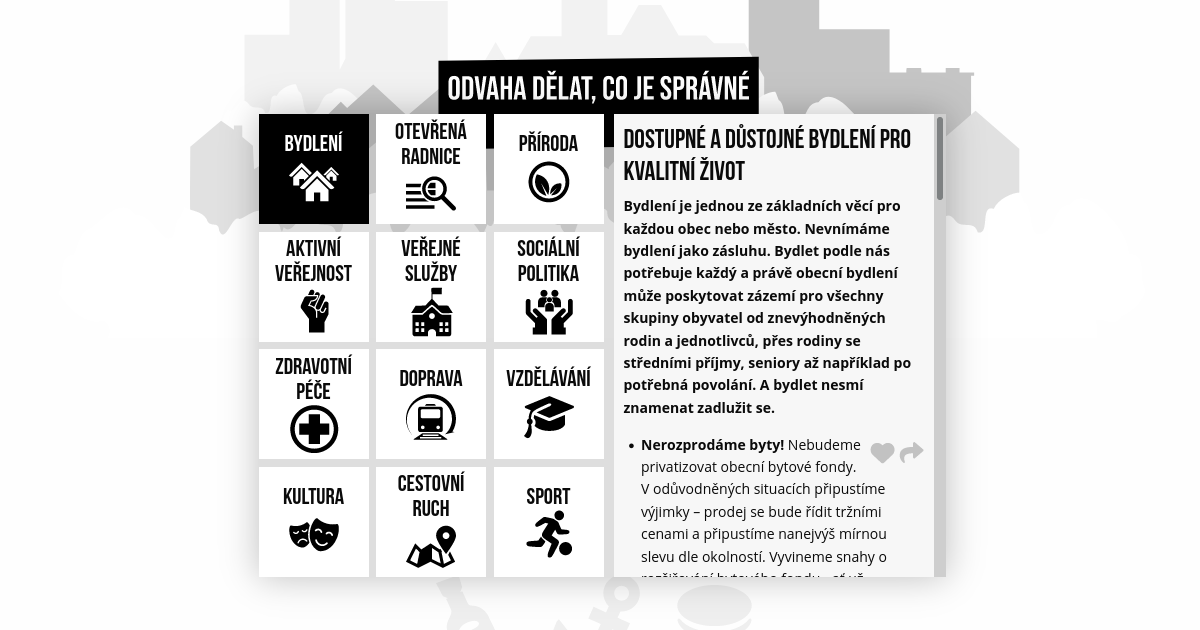 ODVAHA DĚLAT, CO JE SPRÁVNÉ
BYDLENÍ
OTEVŘENÁ
RADNICE
PŘÍRODA
AKTIVNÍ
VEŘEJNOST
VEŘEJNÉ
SLUŽBY
SOCIÁLNÍ
POLITIKA
ZDRAVOTNÍ
PÉČE
DOPRAVA
VZDĚLÁVÁNÍ
KULTURA
CESTOVNÍ
RUCH
SPORT
DOSTUPNÉ A DŮSTOJNÉ BYDLENÍ PRO
KVALITNÍ ŽIVOT
Bydlení je jednou ze základních věcí pro
každou obec nebo město. Nevnímáme
bydlení jako zásluhu. Bydlet podle nás
potřebuje každý a právě obecní bydlení
může poskytovat zázemí pro všechny
skupiny obyvatel od znevýhodněných
rodin a jednotlivců, přes rodiny se
středními příjmy, seniory až například po
potřebná povolání. A bydlet nesmí
znamenat zadlužit se.
• Nerozprodáme byty! Nebudeme
privatizovat obecní bytové fondy.
V odůvodněných situacích připustíme
výjimky – prodej se bude řídit tržními
cenami a připustíme nanejvýš mírnou
slevu dle okolností. Vyvineme snahy o